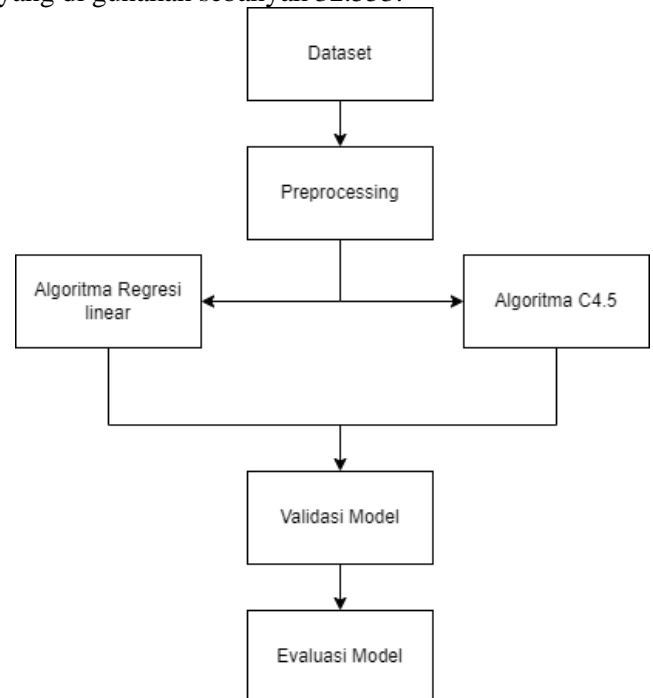 yang di gunakan sebanyak
Dataset
Preprocessing
Algoritma Regresi
linear
Algoritma C4.5
Validasi Model
Evaluasi Model